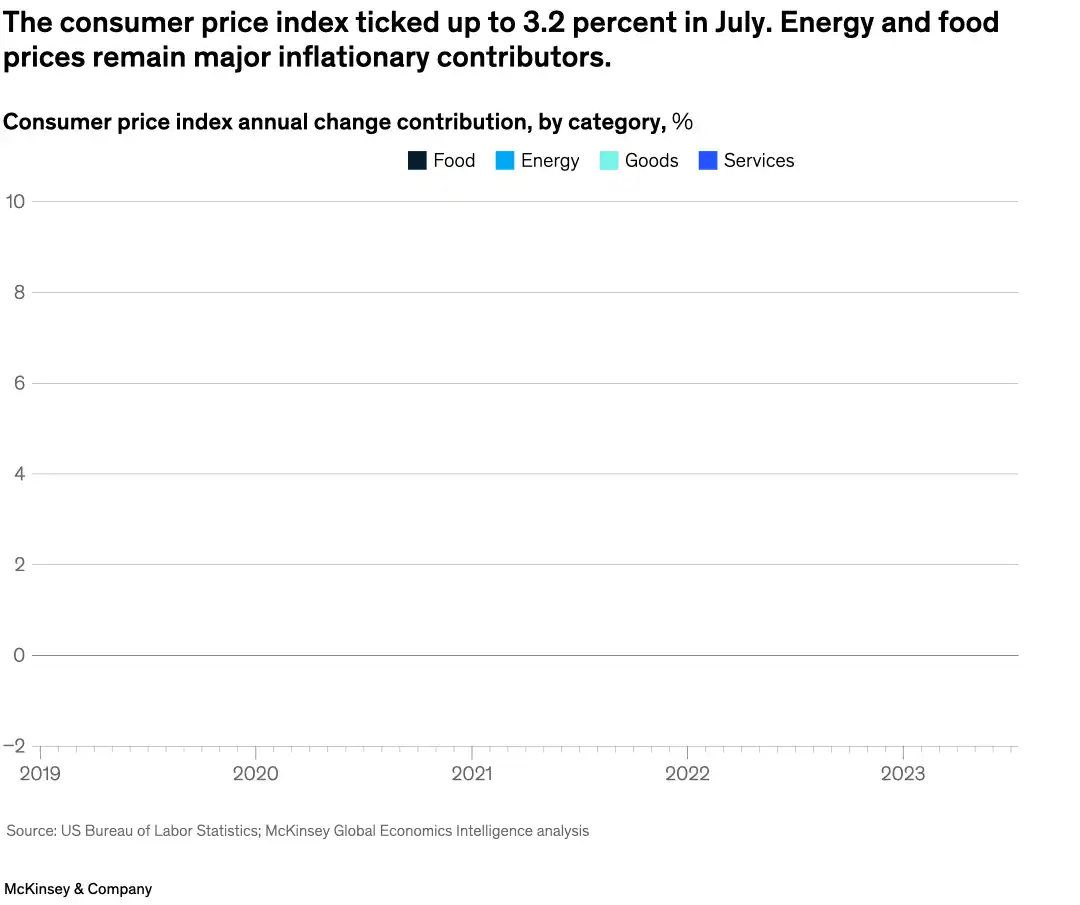 The consumer price index ticked up to 3.2 percent in July. Energy and food
prices remain major inflationary contributors.
Consumer price index annual change contribution, by category, %
Food Energy Goods Services
10
8
6
4
2
0
−2
2019 2020 2021 2022 2023
Source: US Bureau of Labor Statistics; McKinsey Global Economics Intelligence analysis
McKinsey & Company